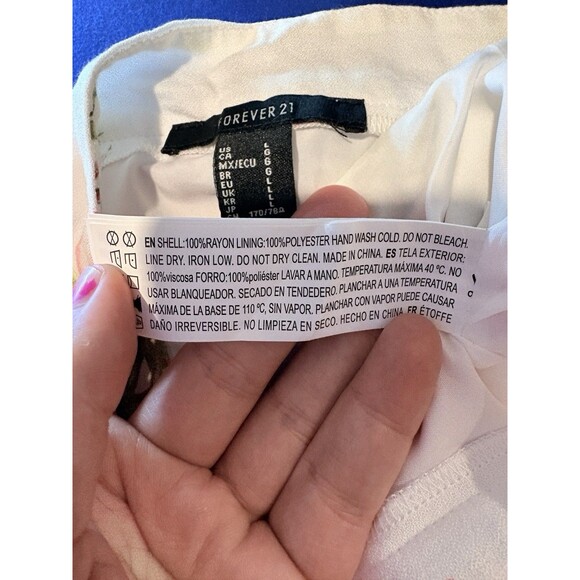 FOREVER 21
US L
CA G
MX/ECU G
BR G
EU L
UK L
KR L
JP L
170/78A
EN SHELL:100%RAYON LINING:100%POLYESTER HAND WASH COLD. DO NOT BLEACH.
LINE DRY. IRON LOW. DO NOT DRY CLEAN. MADE IN CHINA. ES TELA EXTERIOR:
100%viscosa FORRO:100%poliéster LAVAR A MANO. TEMPERATURA MÁXIMA 40 ºC. NO
USAR BLANQUEADOR. SECADO EN TENDEDERO. PLANCHAR A UNA TEMPERATURA
MÁXIMA DE LA BASE DE 110 ºC, SIN VAPOR. PLANCHAR CON VAPOR PUEDE CAUSAR
DAÑO IRREVERSIBLE. NO LIMPIEZA EN SECO. HECHO EN CHINA. FR ÉTOFFE